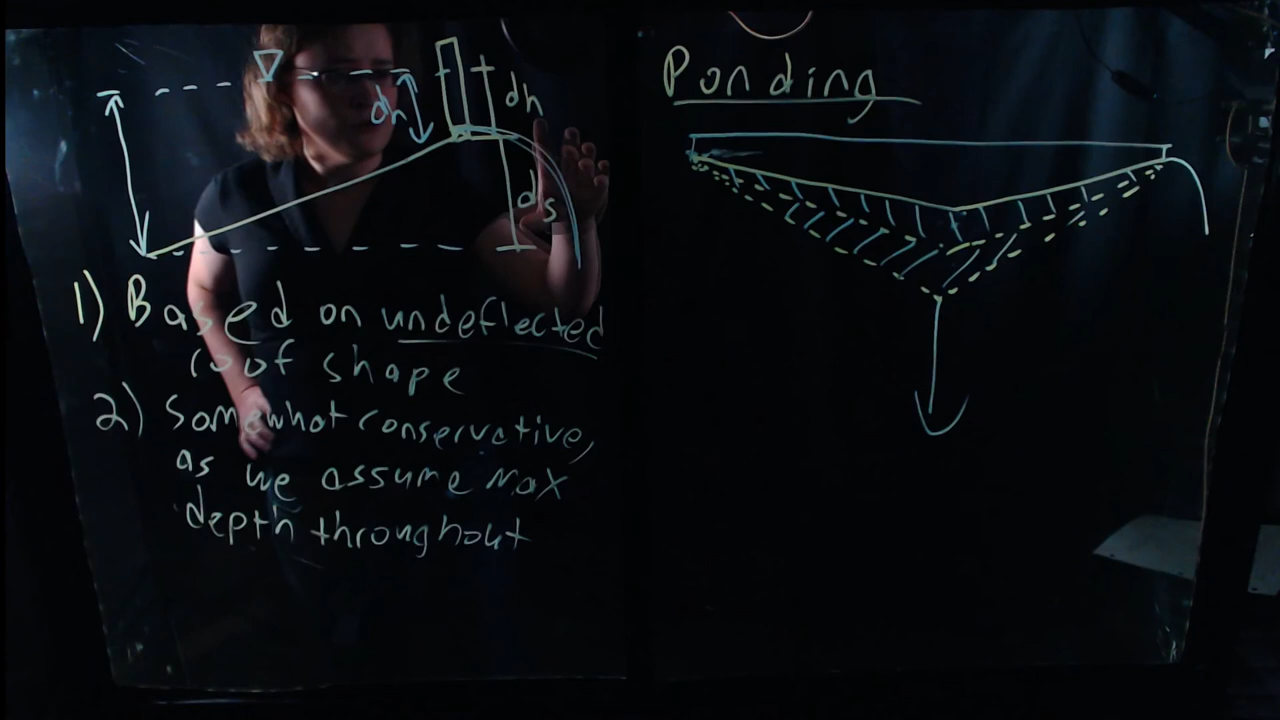 dh
dh
ds
1) Based on undeflected
roof shape
2) Somewhat conservative,
as we assume max
depth throughout
Ponding